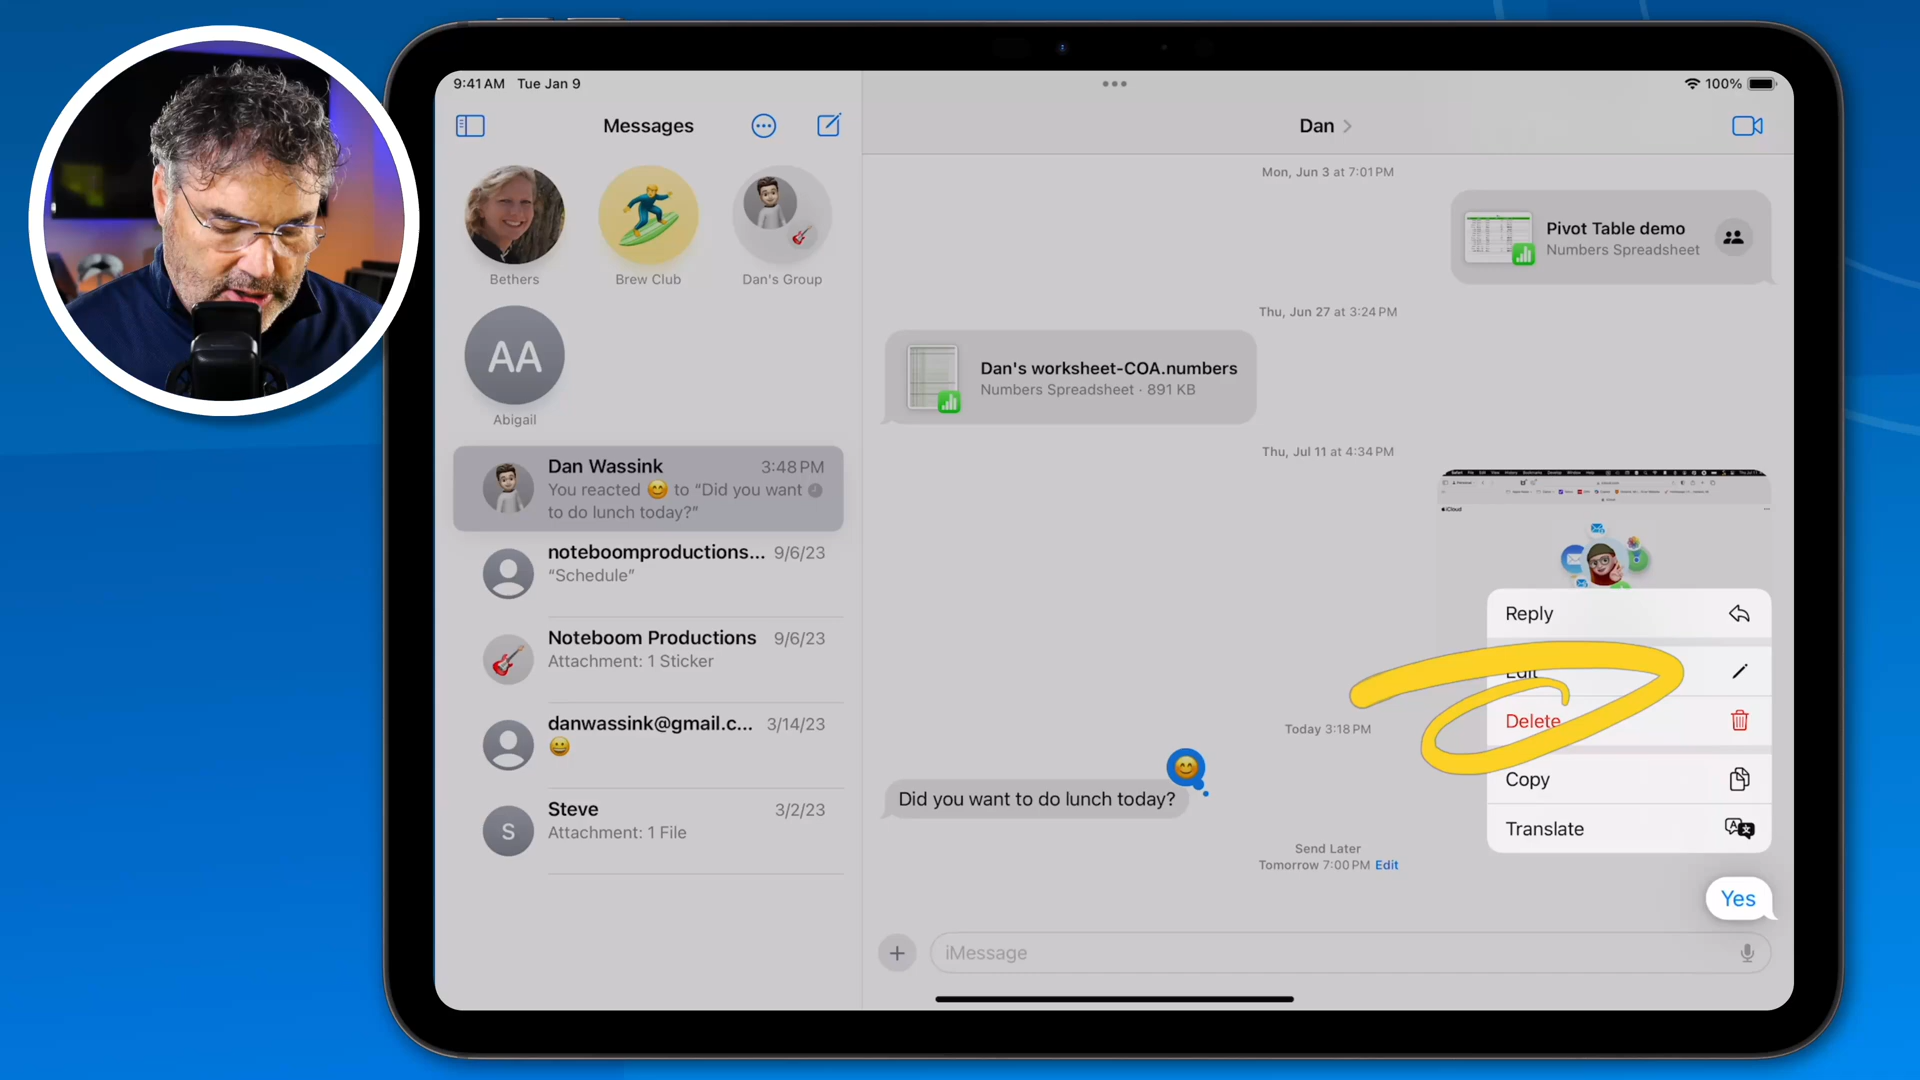 9:41 AM Tue Jan 9
100%
Messages
Dan
Bethers
Brew Club
Dan's Group
AA
Abigail
Dan Wassink 3:48 PM
You reacted 😊 to “Did you want
to do lunch today?”
noteboomproductions... 9/6/23
“Schedule”
Noteboom Productions 9/6/23
Attachment: 1 Sticker
danwassink@gmail.c... 3/14/23
😀
S
Steve 3/2/23
Attachment: 1 File
Mon, Jun 3 at 7:01 PM
Pivot Table demo
Numbers Spreadsheet
Thu, Jun 27 at 3:24 PM
Dan's worksheet-COA.numbers
Numbers Spreadsheet · 891 KB
Thu, Jul 11 at 4:34 PM
iCloud
Reply
Edit
Delete
Copy
Translate
Today 3:18 PM
Did you want to do lunch today?
Send Later
Tomorrow 7:00 PM Edit
Yes
iMessage